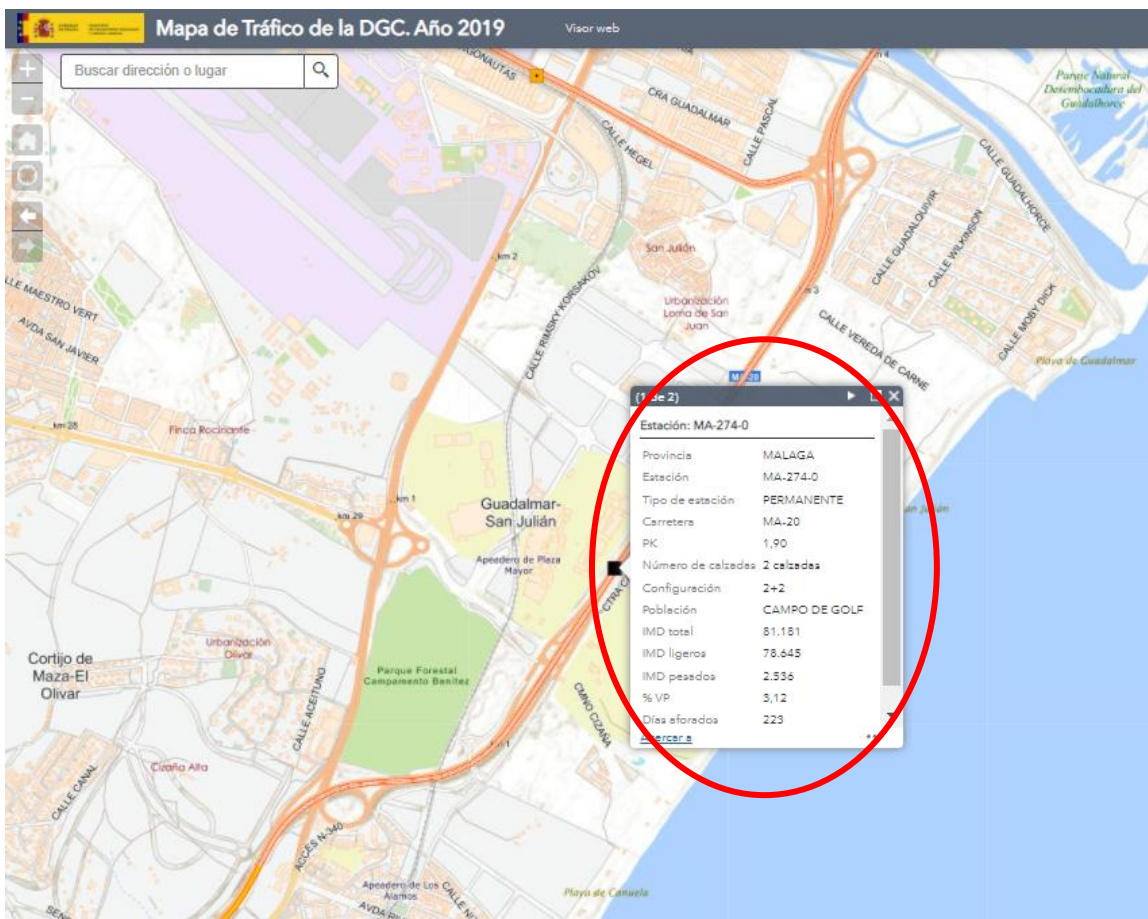 Mapa de Tráfico de la DGC. Año 2019
Visor web
Buscar dirección o lugar
CRA GUADALMAR
CALLE HEGEL
CALLE PASCAL
km 4
Paraje Natural
Desembocadura del
Guadalhorce
CALLE GUADALHORCE
CALLE GUADALQUIVIR
CALLE WILKINSON
CALLE MOBY DICK
km 2
San Julián
Urbanización
Loma de San
Juan
CALLE RIMSKY KORSAKOV
CALLE VEREDA DE CARNE
Playa de Guadalmar
MAESTRO VERT
AVDA SAN JAVIER
km 28
Finca Rocinante
km 29
km 1
Guadalmar-
San Julián
Apeadero de Plaza
Mayor
MA-20
(1 de 2)
Estación: MA-274-0
Provincia MALAGA
Estación MA-274-0
Tipo de estación PERMANENTE
Carretera MA-20
PK 1,90
Número de calzadas 2 calzadas
Configuración 2+2
Población CAMPO DE GOLF
IMD total 81.181
IMD ligeros 78.645
IMD pesados 2.536
% VP 3,12
Días aforados 223
Acercar a
Urbanización
Olivar
Cortijo de
Maza-El
Olivar
Parque Forestal
Campamento Benítez
CALLE ACEITUNO
CMNO CIZAÑA
Cizaña Alta
CALLE CANAL
ACCÉS N-340
Apeadero de Los
Álamos
Playa de Cañuela